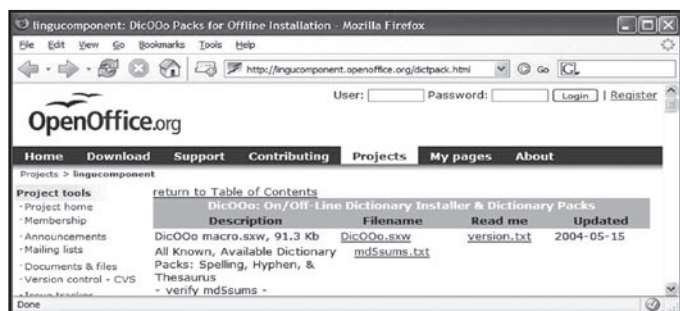 lingucomponent: DicOOo Packs for Offline Installation - Mozilla Firefox
File Edit View Go Bookmarks Tools Help
http://lingucomponent.openoffice.org/dictpack.html Go G
User: Password: Login | Register
OpenOffice.org
Home Download Support Contributing Projects My pages About
Projects > lingucomponent
Project tools
· Project home
· Membership
· Announcements
· Mailing lists
· Documents & files
· Version control - CVS
· Issue tracker
return to Table of Contents
DicOOo: On/Off-Line Dictionary Installer & Dictionary Packs
Description Filename Read me Updated
DicOOo macro.sxw, 91.3 Kb DicOOo.sxw version.txt 2004-05-15
All Known, Available Dictionary md5sums.txt
Packs: Spelling, Hyphen, &
Thesaurus
- verify md5sums -
Done